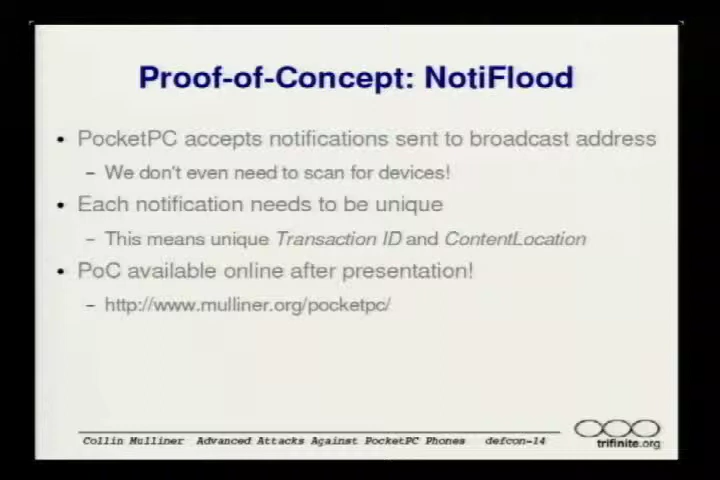 Proof-of-Concept: NotiFlood
• PocketPC accepts notifications sent to broadcast address
– We don't even need to scan for devices!
• Each notification needs to be unique
– This means unique Transaction ID and ContentLocation
• PoC available online after presentation!
– http://www.mulliner.org/pocketpc/
Collin Mulliner Advanced Attacks Against PocketPC Phones defcon-14
trifinite.org